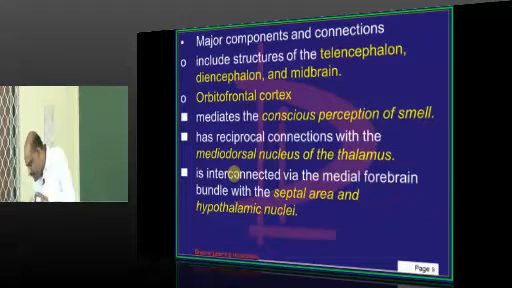 • Major components and connections
o include structures of the telencephalon,
diencephalon, and midbrain.
o Orbitofrontal cortex
■ mediates the conscious perception of smell.
■ has reciprocal connections with the
mediodorsal nucleus of the thalamus.
■ is interconnected via the medial forebrain
bundle with the septal area and
hypothalamic nuclei.
Page